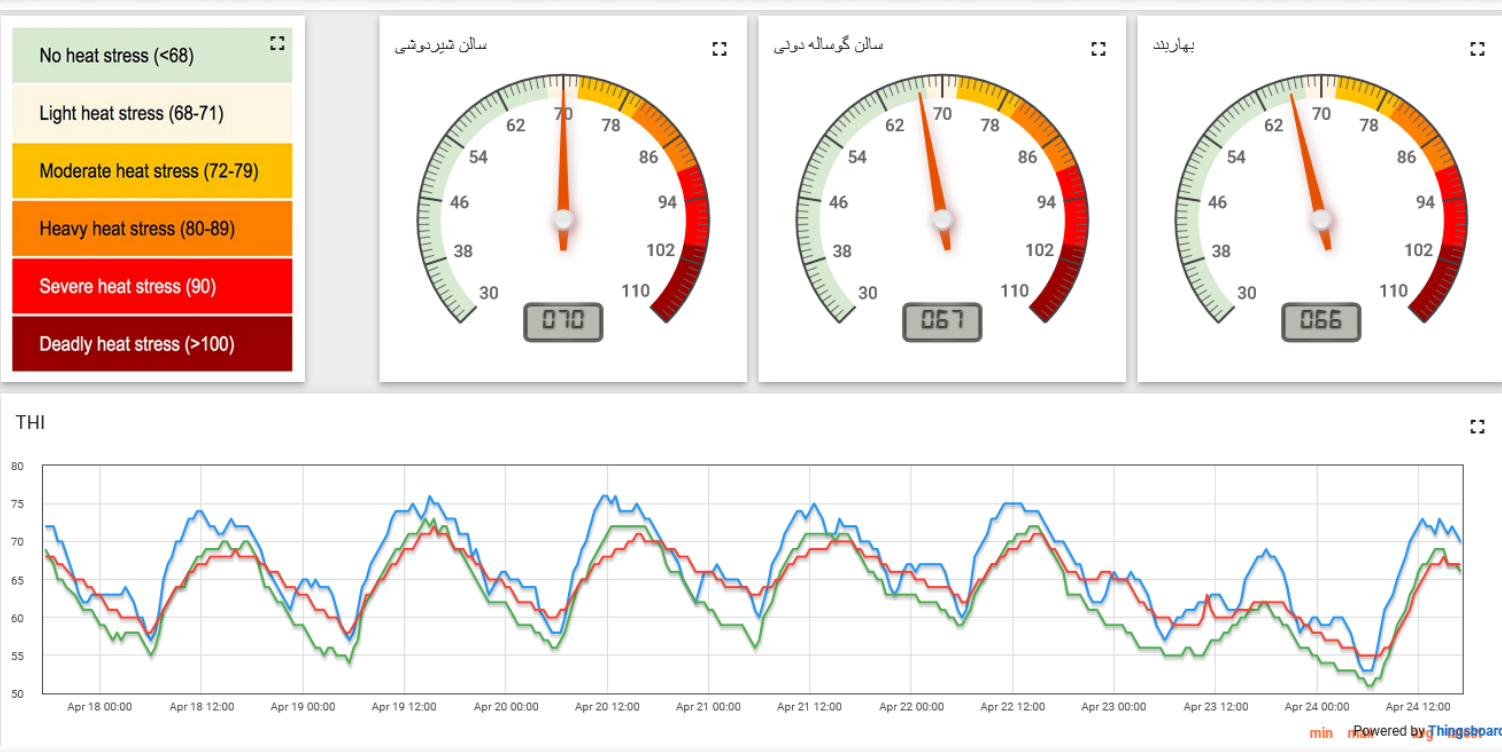 No heat stress (<68)
Light heat stress (68-71)
Moderate heat stress (72-79)
Heavy heat stress (80-89)
Severe heat stress (90)
Deadly heat stress (>100)
سالن شیردوشی
30 38 46 54 62 70 78 86 94 102 110
070
سالن گوساله دونی
30 38 46 54 62 70 78 86 94 102 110
067
بهاربند
30 38 46 54 62 70 78 86 94 102 110
066
THI
80
75
70
65
60
55
50
Apr 18 00:00 Apr 18 12:00 Apr 19 00:00 Apr 19 12:00 Apr 20 00:00 Apr 20 12:00 Apr 21 00:00 Apr 21 12:00 Apr 22 00:00 Apr 22 12:00 Apr 23 00:00 Apr 23 12:00 Apr 24 00:00 Apr 24 12:00
min max avg latest
Powered by Thingsboard